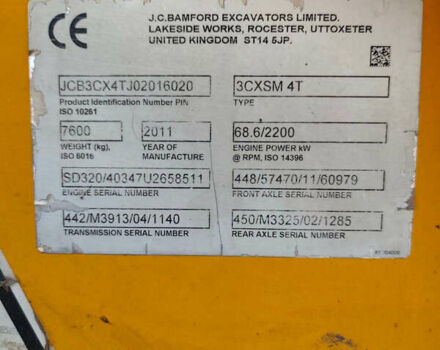 CE
J.C.BAMFORD EXCAVATORS LIMITED.
LAKESIDE WORKS, ROCESTER, UTTOXETER
UNITED KINGDOM ST14 5JP.
JCB3CX4TJ02016020
Product Identification Number PIN
ISO 10261
3CXSM 4T
TYPE
7600
WEIGHT (kg),
ISO 6016
2011
YEAR OF
MANUFACTURE
68.6/2200
ENGINE POWER kW
@ RPM, ISO 14396
SD320/40347U2658511
ENGINE SERIAL NUMBER
448/57470/11/60979
FRONT AXLE SERIAL NUMBER
442/M3913/04/1140
TRANSMISSION SERIAL NUMBER
450/M3325/02/1285
REAR AXLE SERIAL NUMBER